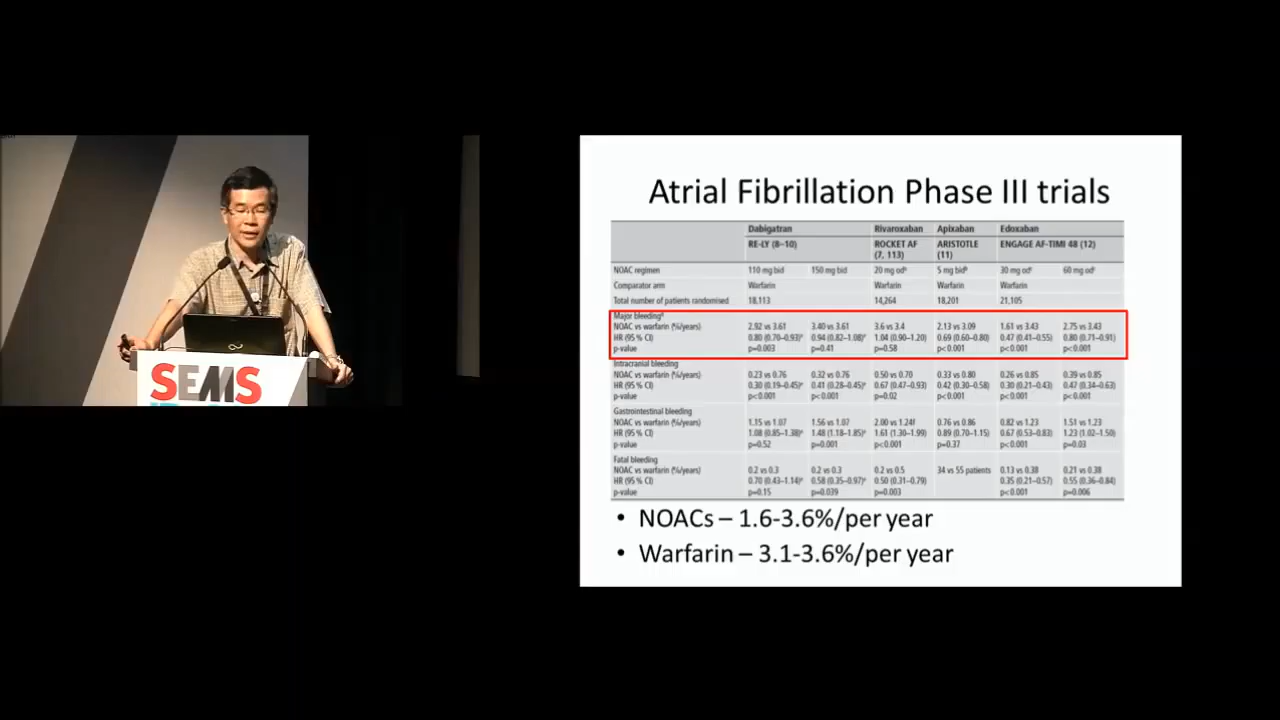 Atrial Fibrillation Phase III trials
Dabigatran Rivaroxaban Apixaban Edoxaban
RE-LY (8–10) ROCKET AF (7, 113) ARISTOTLE (11) ENGAGE AF-TIMI 48 (12)
NOAC regimen 110 mg bid 150 mg bid 20 mg od 5 mg bid 30 mg od 60 mg od
Comparator arm Warfarin Warfarin Warfarin Warfarin
Total number of patients randomised 18,113 14,264 18,201 21,105
Major bleeding
NOAC vs warfarin (%/years) 2.92 vs 3.61 3.40 vs 3.61 3.6 vs 3.4 2.13 vs 3.09 1.61 vs 3.43 2.75 vs 3.43
HR (95 % CI) 0.80 (0.70–0.93) 0.94 (0.82–1.08) 1.04 (0.90–1.20) 0.69 (0.60–0.80) 0.47 (0.41–0.55) 0.80 (0.71–0.91)
p-value p=0.003 p=0.41 p=0.58 p<0.001 p<0.001 p<0.001
Intracranial bleeding
NOAC vs warfarin (%/years) 0.23 vs 0.76 0.32 vs 0.76 0.50 vs 0.70 0.33 vs 0.80 0.26 vs 0.85 0.39 vs 0.85
HR (95 % CI) 0.30 (0.19–0.45) 0.41 (0.28–0.45) 0.67 (0.47–0.93) 0.42 (0.30–0.58) 0.30 (0.21–0.43) 0.47 (0.34–0.63)
p-value p<0.001 p<0.001 p=0.02 p<0.001 p<0.001 p<0.001
Gastrointestinal bleeding
NOAC vs warfarin (%/years) 1.15 vs 1.07 1.56 vs 1.07 2.00 vs 1.24 0.76 vs 0.86 0.82 vs 1.23 1.51 vs 1.23
HR (95 % CI) 1.08 (0.85–1.38) 1.48 (1.18–1.85) 1.61 (1.30–1.99) 0.89 (0.70–1.15) 0.67 (0.53–0.83) 1.23 (1.02–1.50)
p-value p=0.52 p=0.001 p<0.001 p=0.37 p<0.001 p=0.03
Fatal bleeding
NOAC vs warfarin (%/years) 0.2 vs 0.3 0.2 vs 0.3 0.2 vs 0.5 34 vs 55 patients 0.13 vs 0.38 0.21 vs 0.38
HR (95 % CI) 0.70 (0.43–1.14) 0.58 (0.35–0.97) 0.50 (0.31–0.79) 0.35 (0.21–0.57) 0.55 (0.36–0.84)
p-value p=0.15 p=0.039 p=0.003 p<0.001 p=0.006
• NOACs – 1.6-3.6%/per year
• Warfarin – 3.1-3.6%/per year
SEMS